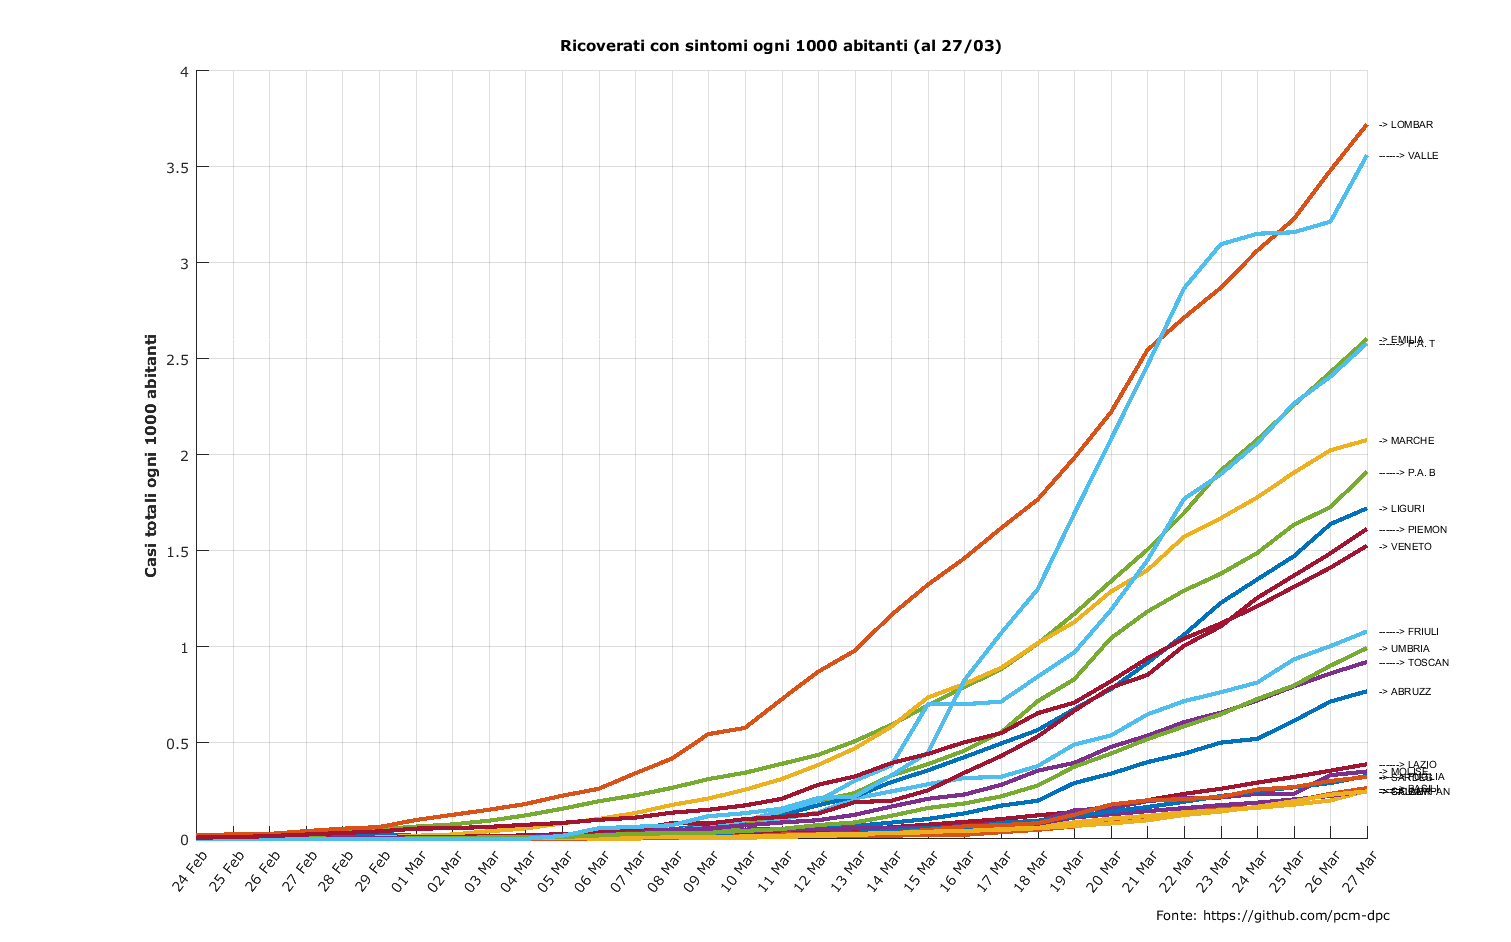 Ricoverati con sintomi ogni 1000 abitanti (al 27/03)
Casi totali ogni 1000 abitanti
4
3.5
3
2.5
2
1.5
1
0.5
0
-> LOMBAR
------> VALLE
-> EMILIA
------> P.A. T
-> MARCHE
------> P.A. B
-> LIGURI
------> PIEMON
-> VENETO
------> FRIULI
-> UMBRIA
------> TOSCAN
-> ABRUZZ
------> LAZIO
-> MOLISE
24 Feb
25 Feb
26 Feb
27 Feb
28 Feb
29 Feb
01 Mar
02 Mar
03 Mar
04 Mar
05 Mar
06 Mar
07 Mar
08 Mar
09 Mar
10 Mar
11 Mar
12 Mar
13 Mar
14 Mar
15 Mar
16 Mar
17 Mar
18 Mar
19 Mar
20 Mar
21 Mar
22 Mar
23 Mar
24 Mar
25 Mar
26 Mar
27 Mar
Fonte: https://github.com/pcm-dpc